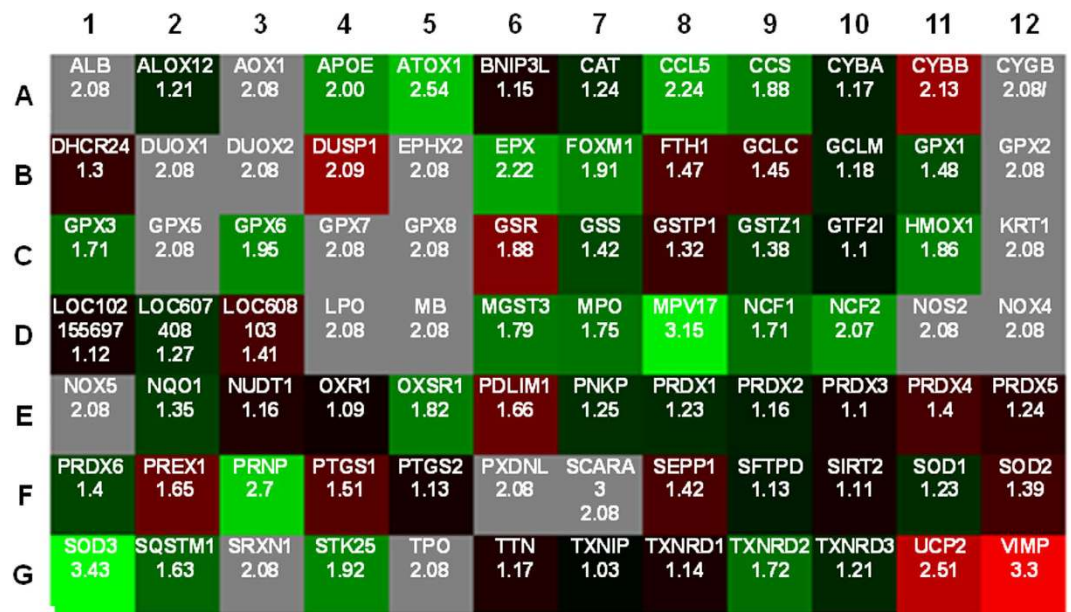 1 2 3 4 5 6 7 8 9 10 11 12
A
ALB ALOX12 AOX1 APOE ATOX1 BNIP3L CAT CCL5 CCS CYBA CYBB CYGB
2.08 1.21 2.08 2.00 2.54 1.15 1.24 2.24 1.88 1.17 2.13 2.08/
B
DHCR24 DUOX1 DUOX2 DUSP1 EPHX2 EPX FOXM1 FTH1 GCLC GCLM GPX1 GPX2
1.3 2.08 2.08 2.09 2.08 2.22 1.91 1.47 1.45 1.18 1.48 2.08
C
GPX3 GPX5 GPX6 GPX7 GPX8 GSR GSS GSTP1 GSTZ1 GTF2I HMOX1 KRT1
1.71 2.08 1.95 2.08 2.08 1.88 1.42 1.32 1.38 1.1 1.86 2.08
D
LOC102 LOC607 LOC608 LPO MB MGST3 MPO MPV17 NCF1 NCF2 NOS2 NOX4
155697 408 103 2.08 2.08 1.79 1.75 3.15 1.71 2.07 2.08 2.08
1.12 1.27 1.41
E
NOX5 NQO1 NUDT1 OXR1 OXSR1 PDLIM1 PNKP PRDX1 PRDX2 PRDX3 PRDX4 PRDX5
2.08 1.35 1.16 1.09 1.82 1.66 1.25 1.23 1.16 1.1 1.4 1.24
F
PRDX6 PREX1 PRNP PTGS1 PTGS2 PXDNL SCARA SEPP1 SFTPD SIRT2 SOD1 SOD2
1.4 1.65 2.7 1.51 1.13 2.08 3 1.42 1.13 1.11 1.23 1.39
2.08
G
SOD3 SQSTM1 SRXN1 STK25 TPO TTN TXNIP TXNRD1 TXNRD2 TXNRD3 UCP2 VIMP
3.43 1.63 2.08 1.92 2.08 1.17 1.03 1.14 1.72 1.21 2.51 3.3